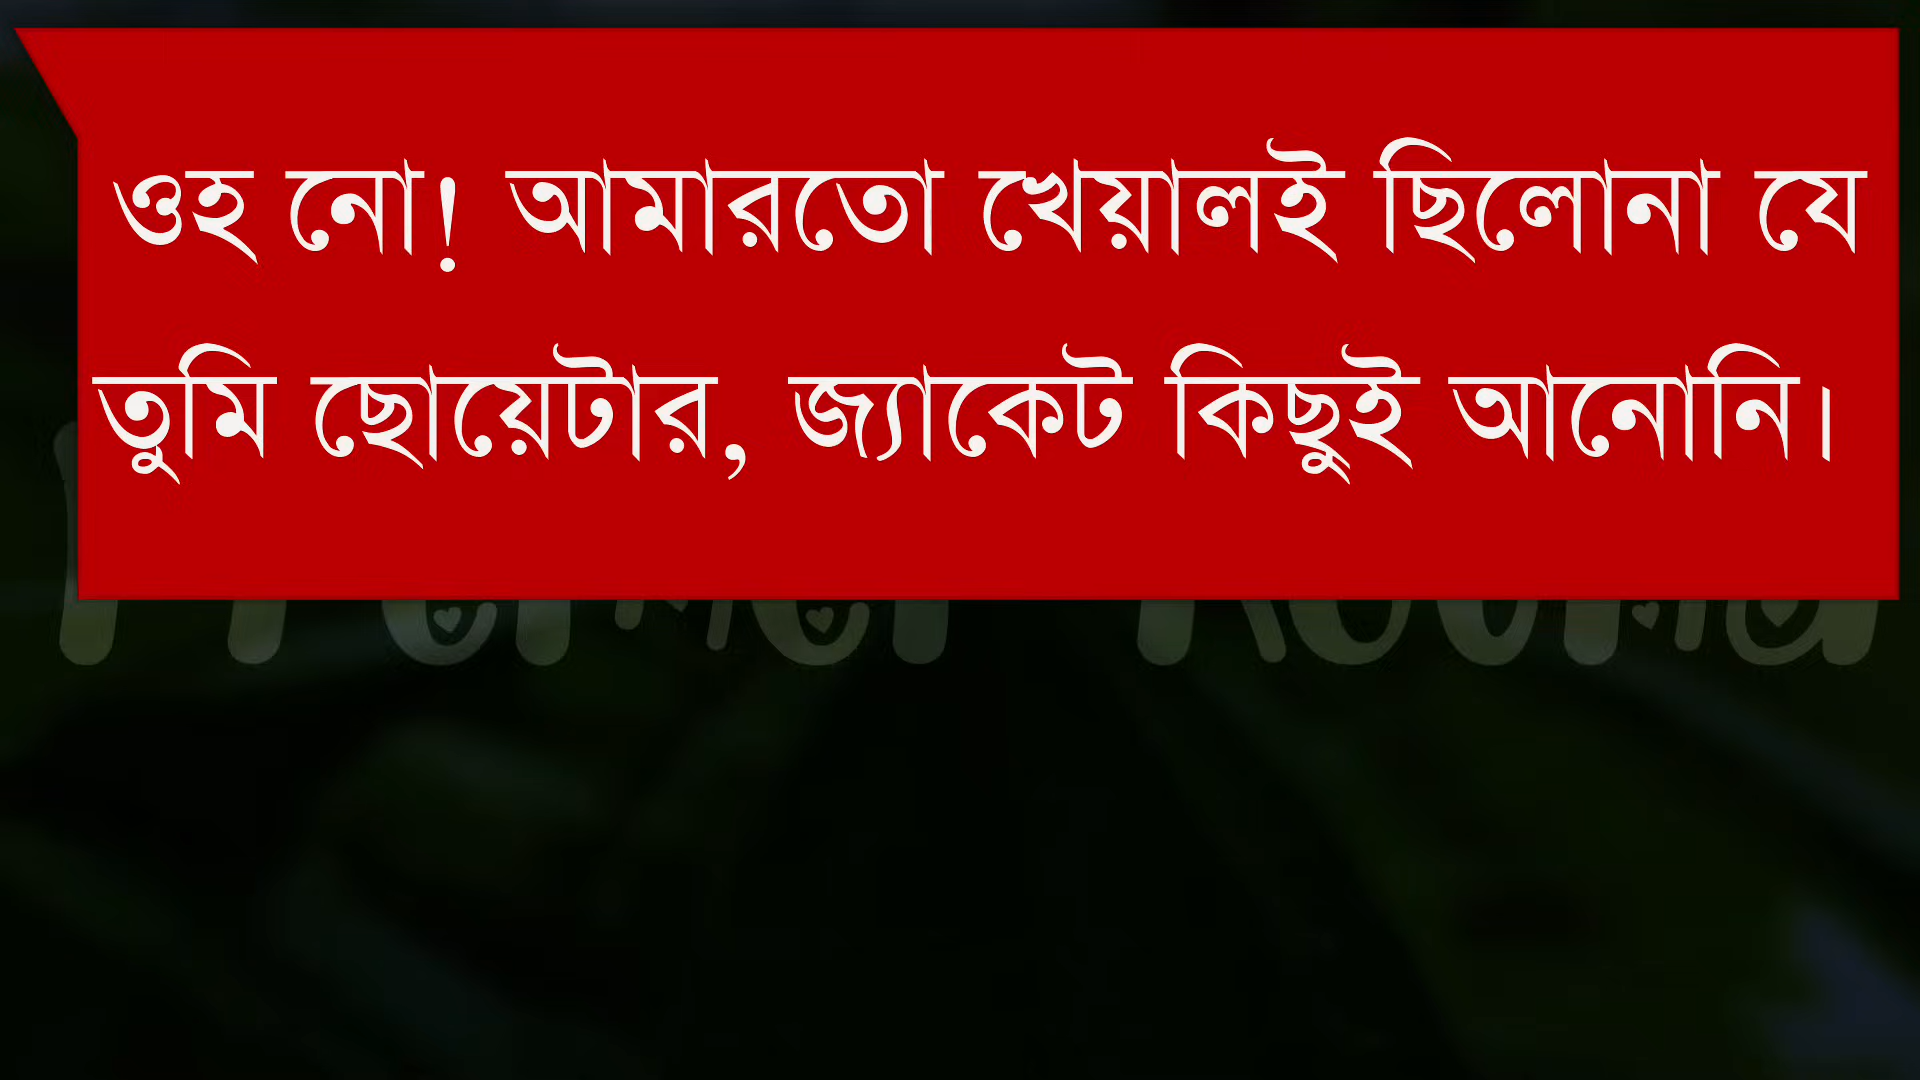 ওহ নো! আমারতো খেয়ালই ছিলোনা যে
তুমি ছোয়েটার, জ্যাকেট কিছুই আনোনি।